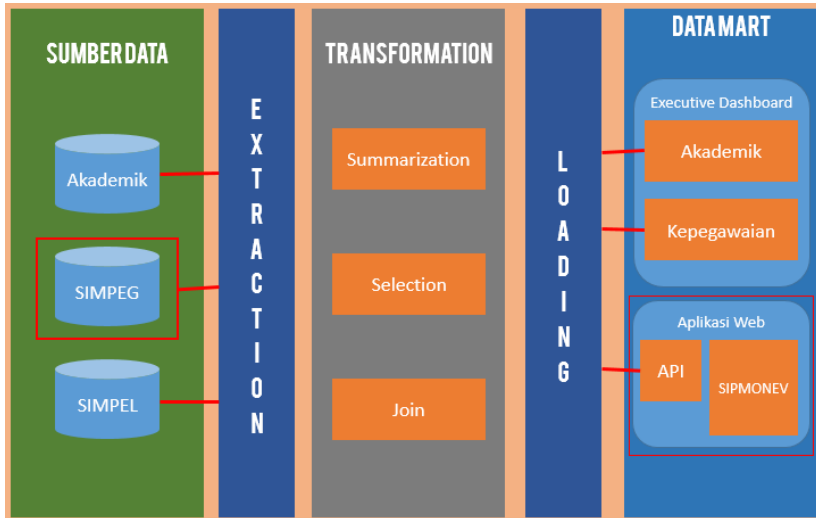 SUMBER DATA
Akademik
SIMPEG
SIMPEL
EXTRACTION
TRANSFORMATION
Summarization
Selection
Join
LOADING
DATA MART
Executive Dashboard
Akademik
Kepegawaian
Aplikasi Web
API
SIPMONEV